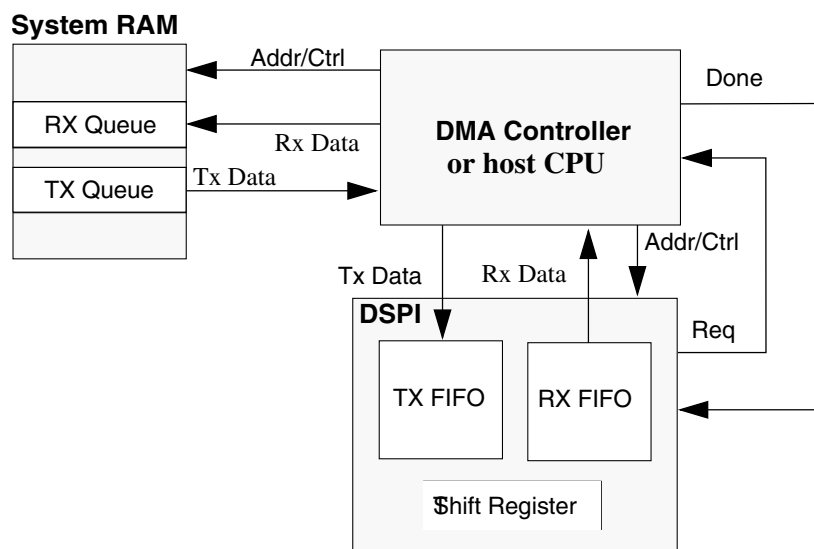 System RAM
Addr/Ctrl
Done
RX Queue
Rx Data
DMA Controller
or host CPU
TX Queue
Tx Data
Addr/Ctrl
Tx Data
Rx Data
DSPI
Req
TX FIFO
RX FIFO
Shift Register